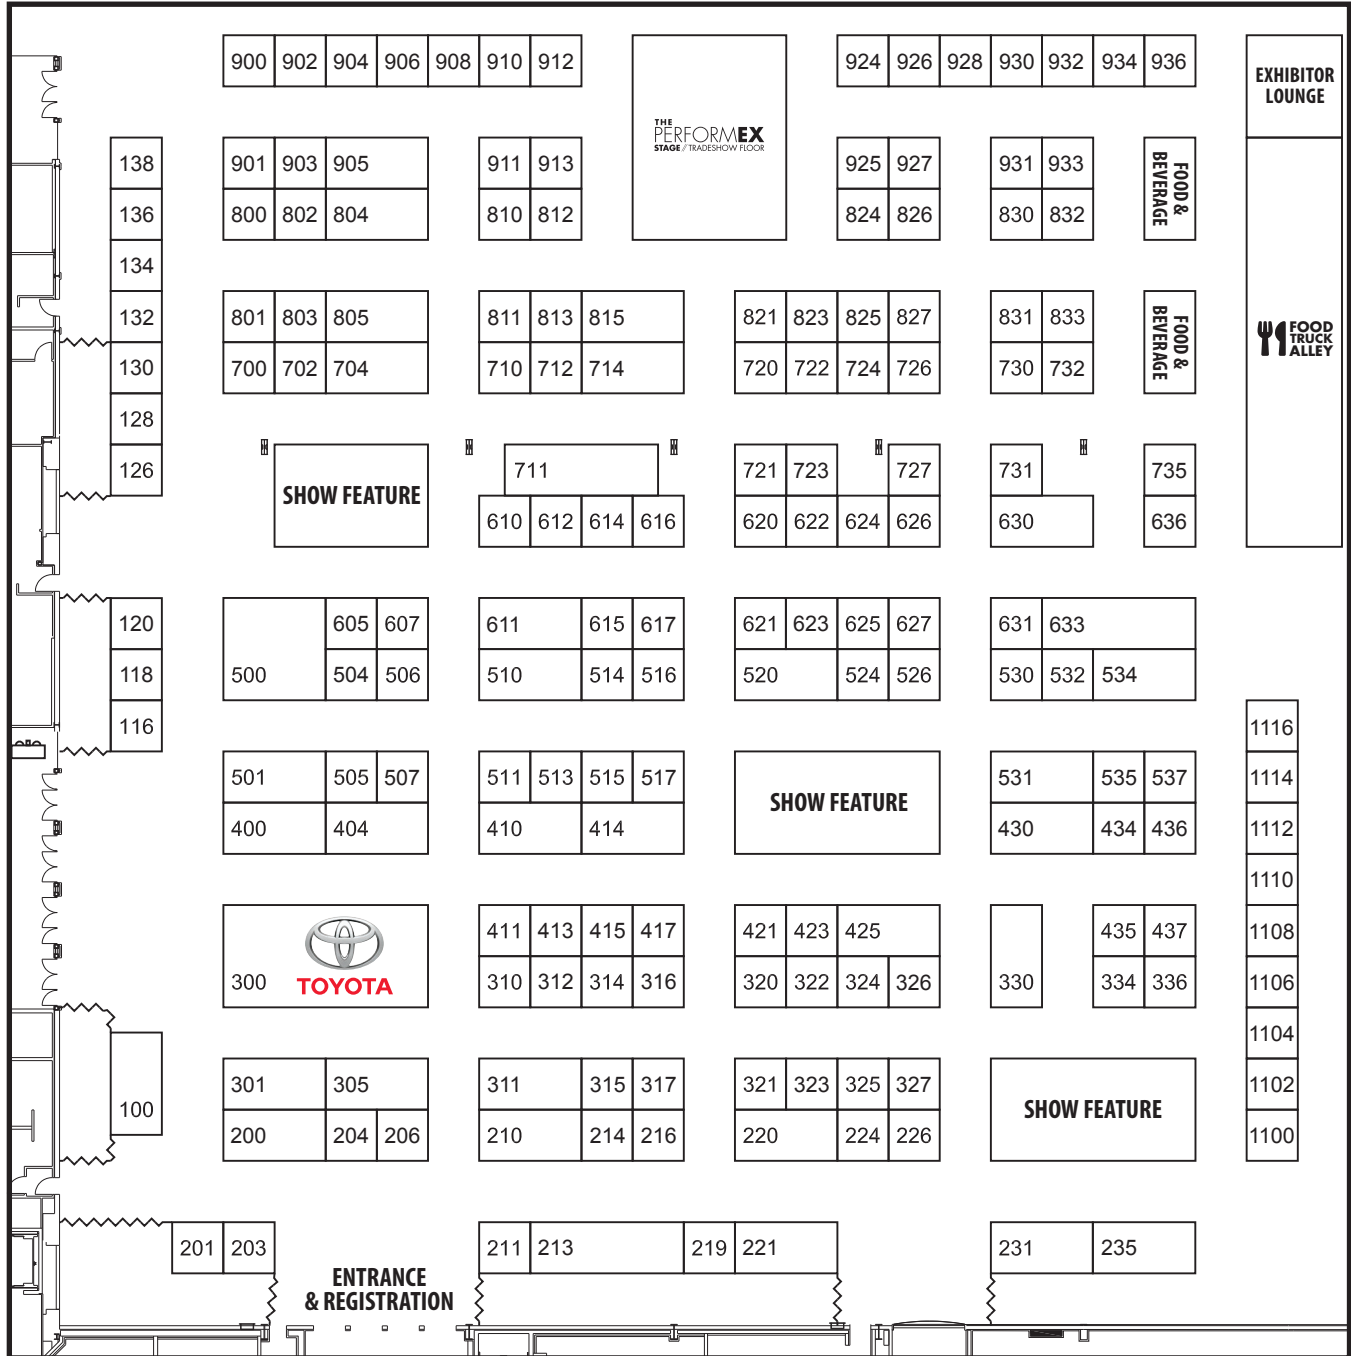 900 902 904 906 908 910 912
924 926 928 930 932 934 936
EXHIBITOR
LOUNGE
THE
PERFORMEX
STAGE / TRADESHOW FLOOR
138 901 903 905 911 913 925 927 931 933
FOOD &
BEVERAGE
136 800 802 804 810 812 824 826 830 832
134
132 801 803 805 811 813 815 821 823 825 827 831 833
FOOD &
BEVERAGE
FOOD
TRUCK
ALLEY
130 700 702 704 710 712 714 720 722 724 726 730 732
128
126 711 721 723 727 731 735
SHOW FEATURE
610 612 614 616 620 622 624 626 630 636
120 605 607 611 615 617 621 623 625 627 631 633
118 500 504 506 510 514 516 520 524 526 530 532 534
116 1116
501 505 507 511 513 515 517 531 535 537 1114
SHOW FEATURE
400 404 410 414 430 434 436 1112
1110
411 413 415 417 421 423 425 435 437 1108
300 TOYOTA 310 312 314 316 320 322 324 326 330 334 336 1106
1104
301 305 311 315 317 321 323 325 327 1102
100 SHOW FEATURE
200 204 206 210 214 216 220 224 226 1100
201 203 211 213 219 221 231 235
ENTRANCE
& REGISTRATION